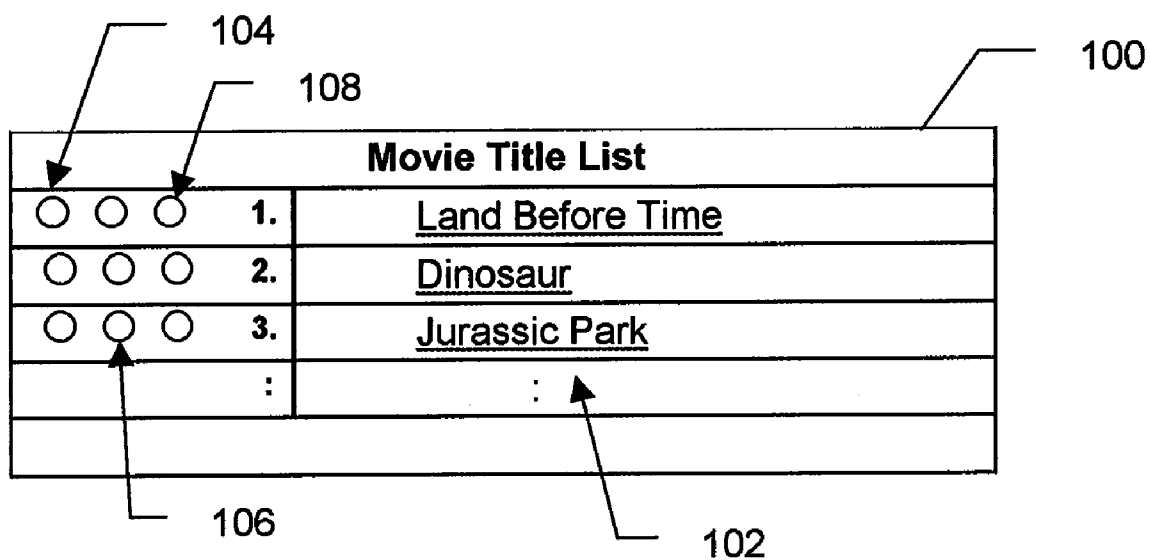 104
100
108
Movie Title List
1. Land Before Time
2. Dinosaur
3. Jurassic Park
: :
106
102